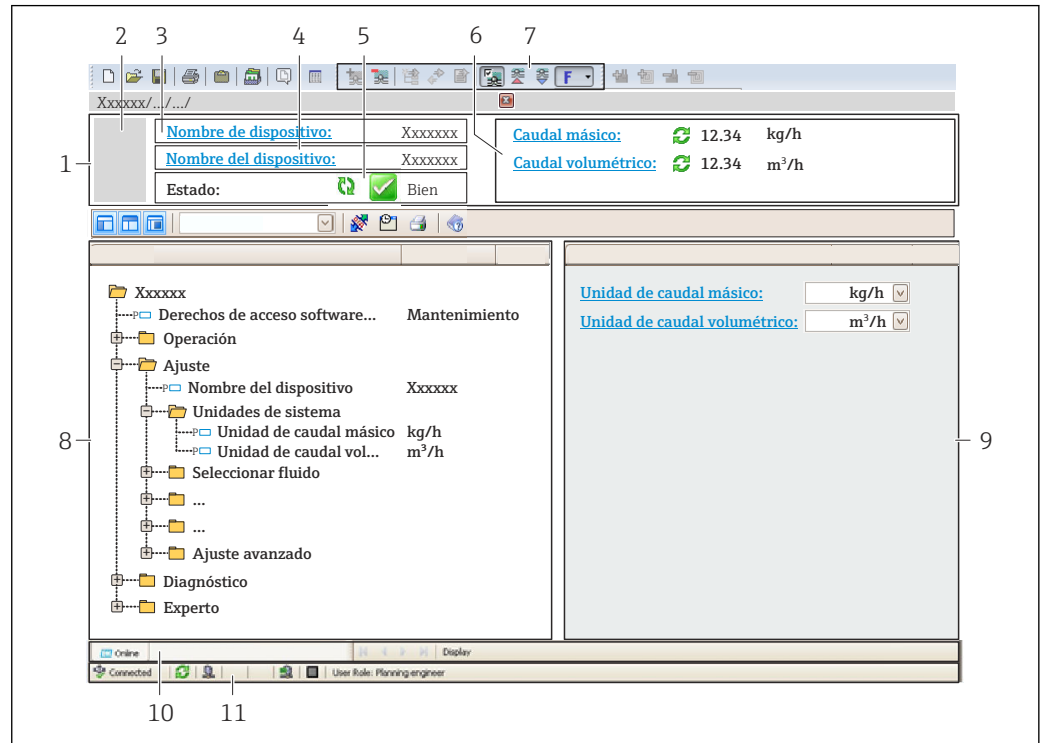 2 3 4 5 6 7
F
Xxxxxx/.../.../
1
Nombre de dispositivo: Xxxxxxx
Nombre del dispositivo: Xxxxxxx
Estado: Bien
Caudal másico: 12.34 kg/h
Caudal volumétrico: 12.34 m³/h
Xxxxxx
P Derechos de acceso software... Mantenimiento
Operación
Ajuste
P Nombre del dispositivo Xxxxxx
Unidades de sistema
P Unidad de caudal másico kg/h
P Unidad de caudal vol... m³/h
Seleccionar fluido
...
...
Ajuste avanzado
Diagnóstico
Experto
8
Unidad de caudal másico: kg/h
Unidad de caudal volumétrico: m³/h
9
Online Display
Connected User Role: Planning engineer
10 11